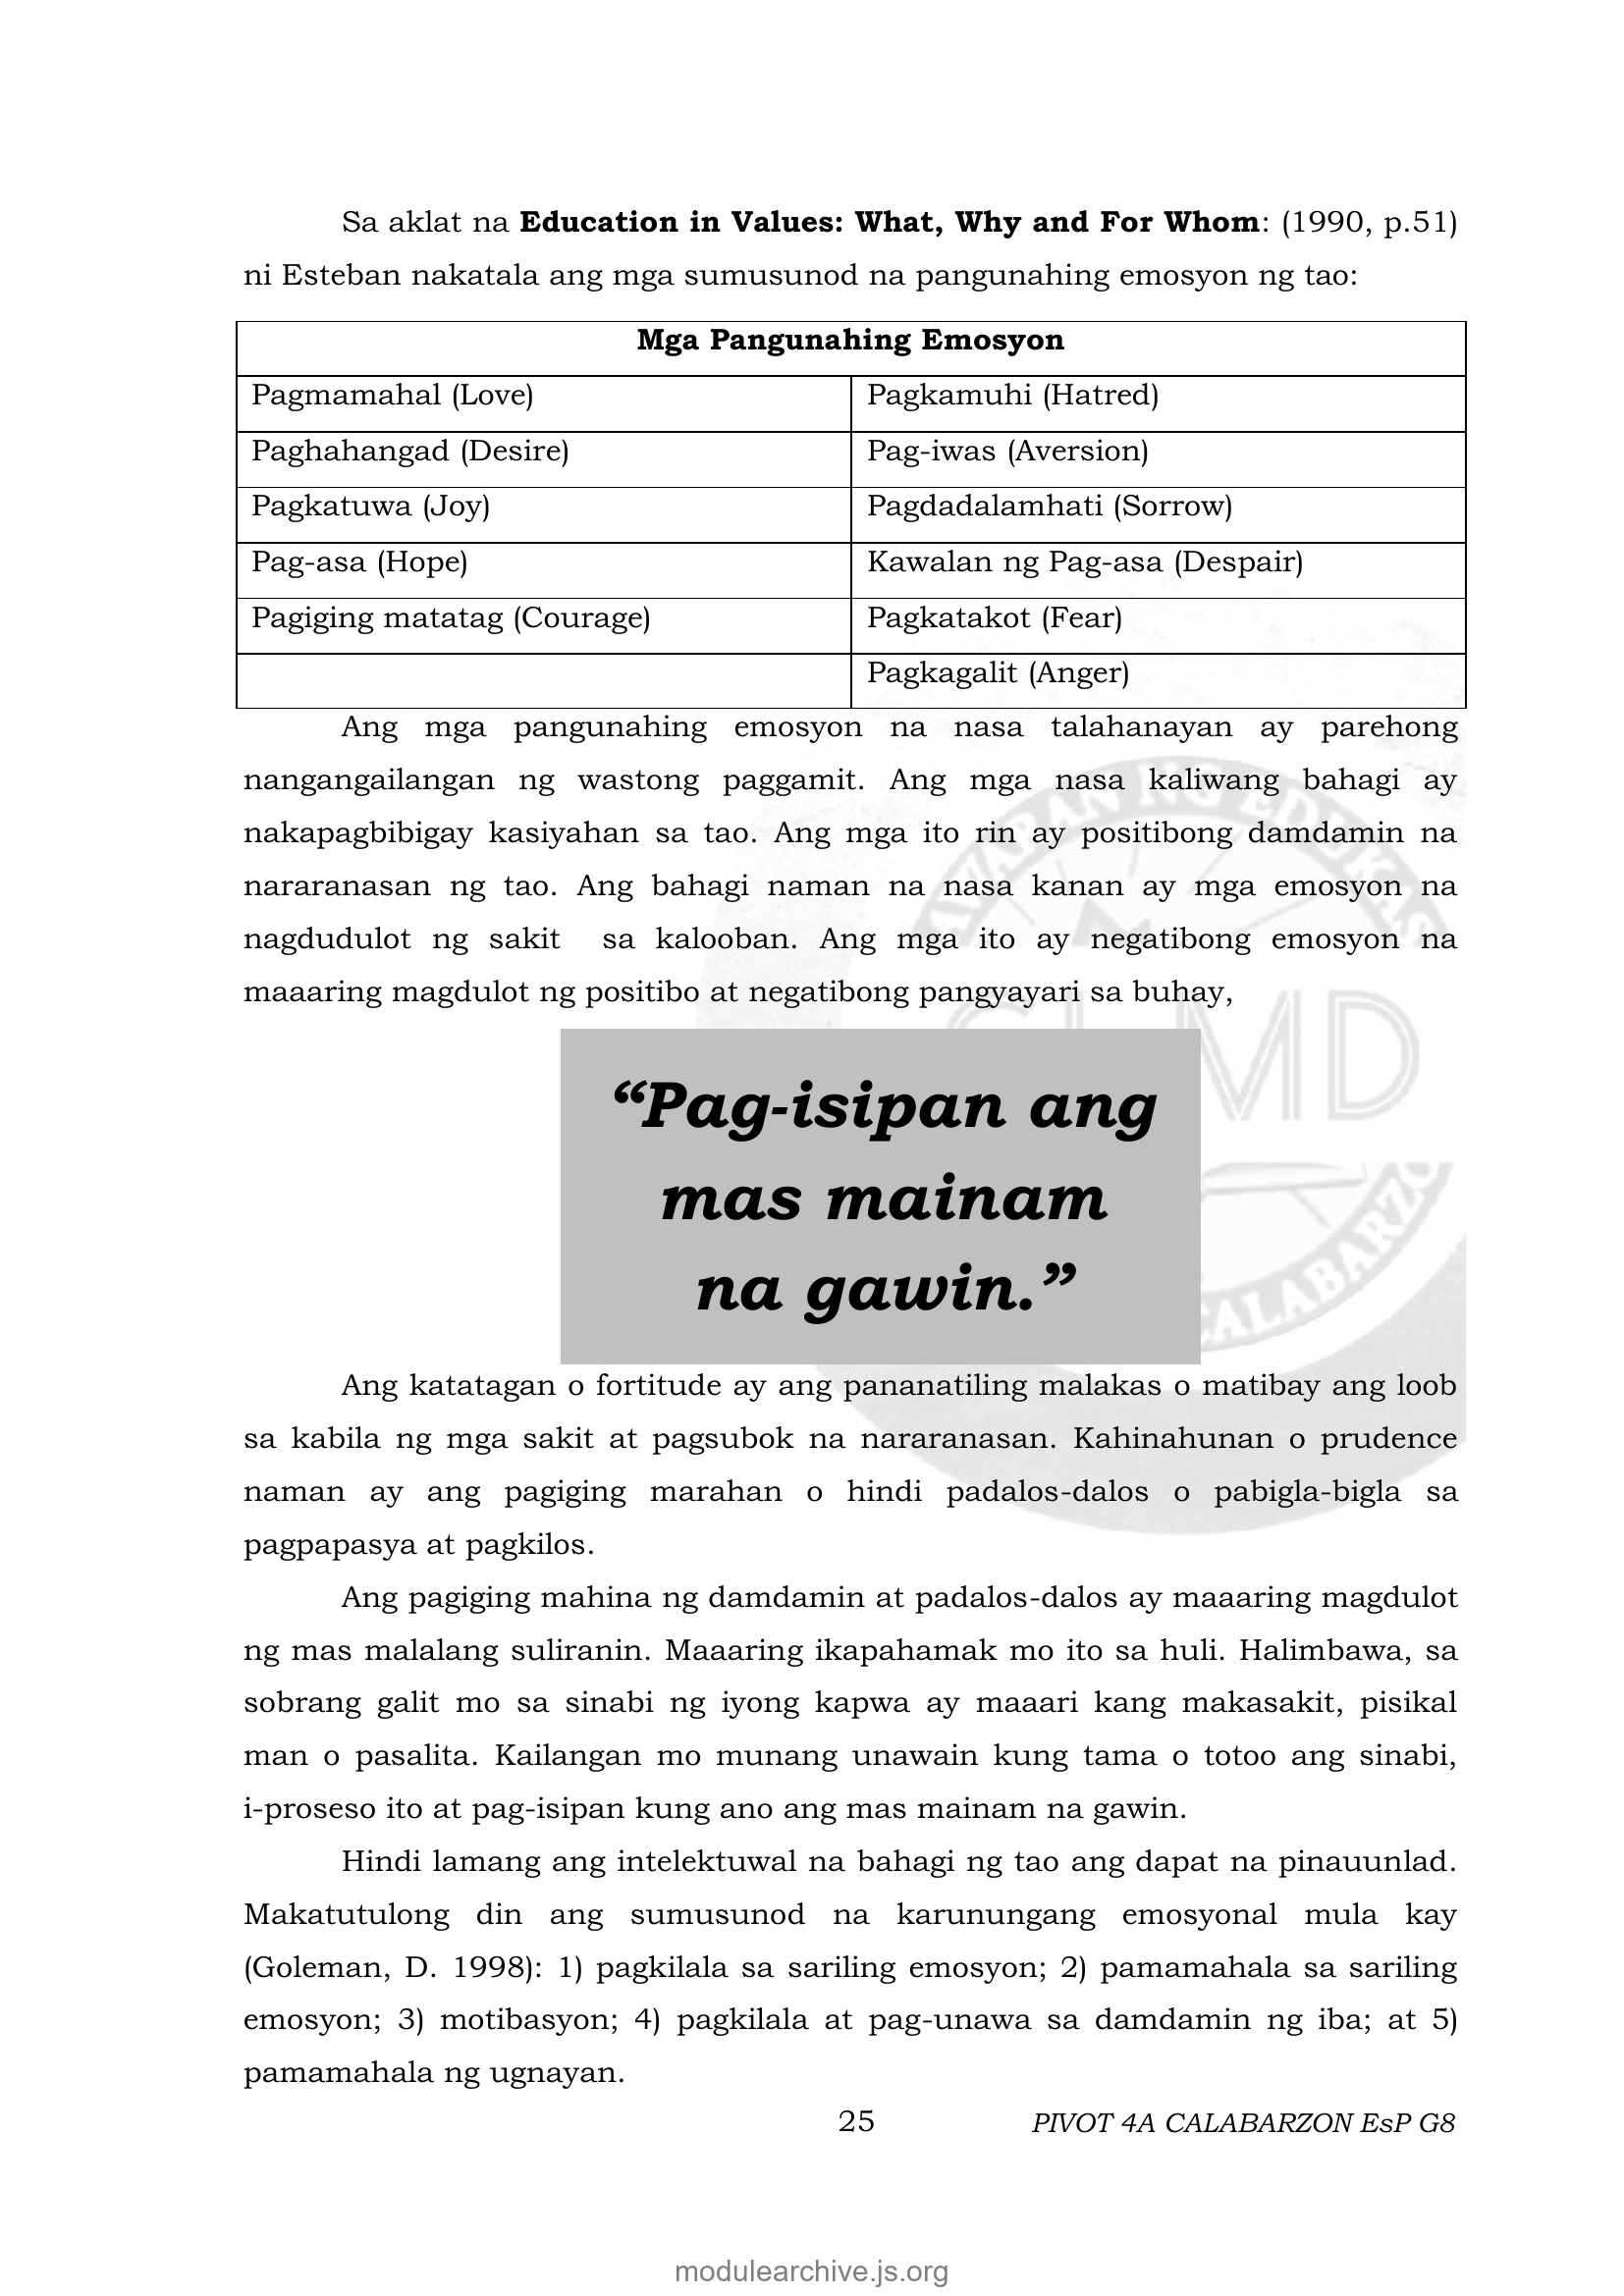 Sa aklat na Education in Values: What, Why and For Whom: (1990, p.51)
ni Esteban nakatala ang mga sumusunod na pangunahing emosyon ng tao:
Mga Pangunahing Emosyon
Pagmamahal (Love) Pagkamuhi (Hatred)
Paghahangad (Desire) Pag-iwas (Aversion)
Pagkatuwa (Joy) Pagdadalamhati (Sorrow)
Pag-asa (Hope) Kawalan ng Pag-asa (Despair)
Pagiging matatag (Courage) Pagkatakot (Fear)
Pagkagalit (Anger)
Ang mga pangunahing emosyon na nasa talahanayan ay parehong
nangangailangan ng wastong paggamit. Ang mga nasa kaliwang bahagi ay
nakapagbibigay kasiyahan sa tao. Ang mga ito rin ay positibong damdamin na
nararanasan ng tao. Ang bahagi naman na nasa kanan ay mga emosyon na
nagdudulot ng sakit sa kalooban. Ang mga ito ay negatibong emosyon na
maaaring magdulot ng positibo at negatibong pangyayari sa buhay,
“Pag-isipan ang
mas mainam
na gawin.”
Ang katatagan o fortitude ay ang pananatiling malakas o matibay ang loob
sa kabila ng mga sakit at pagsubok na nararanasan. Kahinahunan o prudence
naman ay ang pagiging marahan o hindi padalos-dalos o pabigla-bigla sa
pagpapasya at pagkilos.
Ang pagiging mahina ng damdamin at padalos-dalos ay maaaring magdulot
ng mas malalang suliranin. Maaaring ikapahamak mo ito sa huli. Halimbawa, sa
sobrang galit mo sa sinabi ng iyong kapwa ay maaari kang makasakit, pisikal
man o pasalita. Kailangan mo munang unawain kung tama o totoo ang sinabi,
i-proseso ito at pag-isipan kung ano ang mas mainam na gawin.
Hindi lamang ang intelektuwal na bahagi ng tao ang dapat na pinauunlad.
Makatutulong din ang sumusunod na karunungang emosyonal mula kay
(Goleman, D. 1998): 1) pagkilala sa sariling emosyon; 2) pamamahala sa sariling
emosyon; 3) motibasyon; 4) pagkilala at pag-unawa sa damdamin ng iba; at 5)
pamamahala ng ugnayan.
25 PIVOT 4A CALABARZON EsP G8
modulearchive.js.org